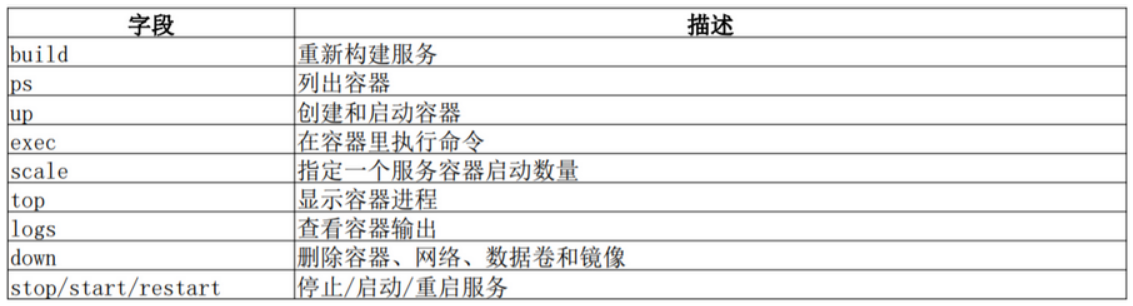 字段 描述
build 重新构建服务
ps 列出容器
up 创建和启动容器
exec 在容器里执行命令
scale 指定一个服务容器启动数量
top 显示容器进程
logs 查看容器输出
down 删除容器、网络、数据卷和镜像
stop/start/restart 停止/启动/重启服务